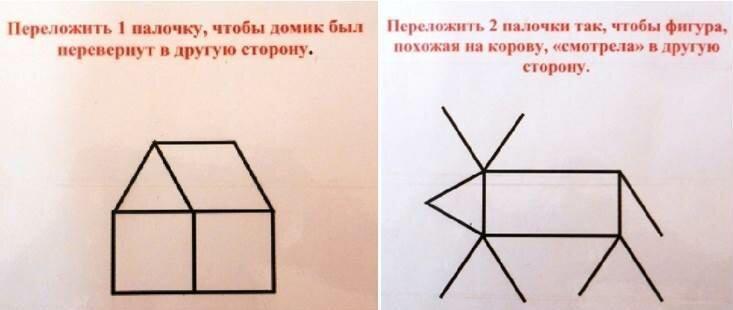 Переложить 1 палочку, чтобы домик был
перевернут в другую сторону.
Переложить 2 палочки так, чтобы фигура,
похожая на корову, «смотрела» в другую
сторону.